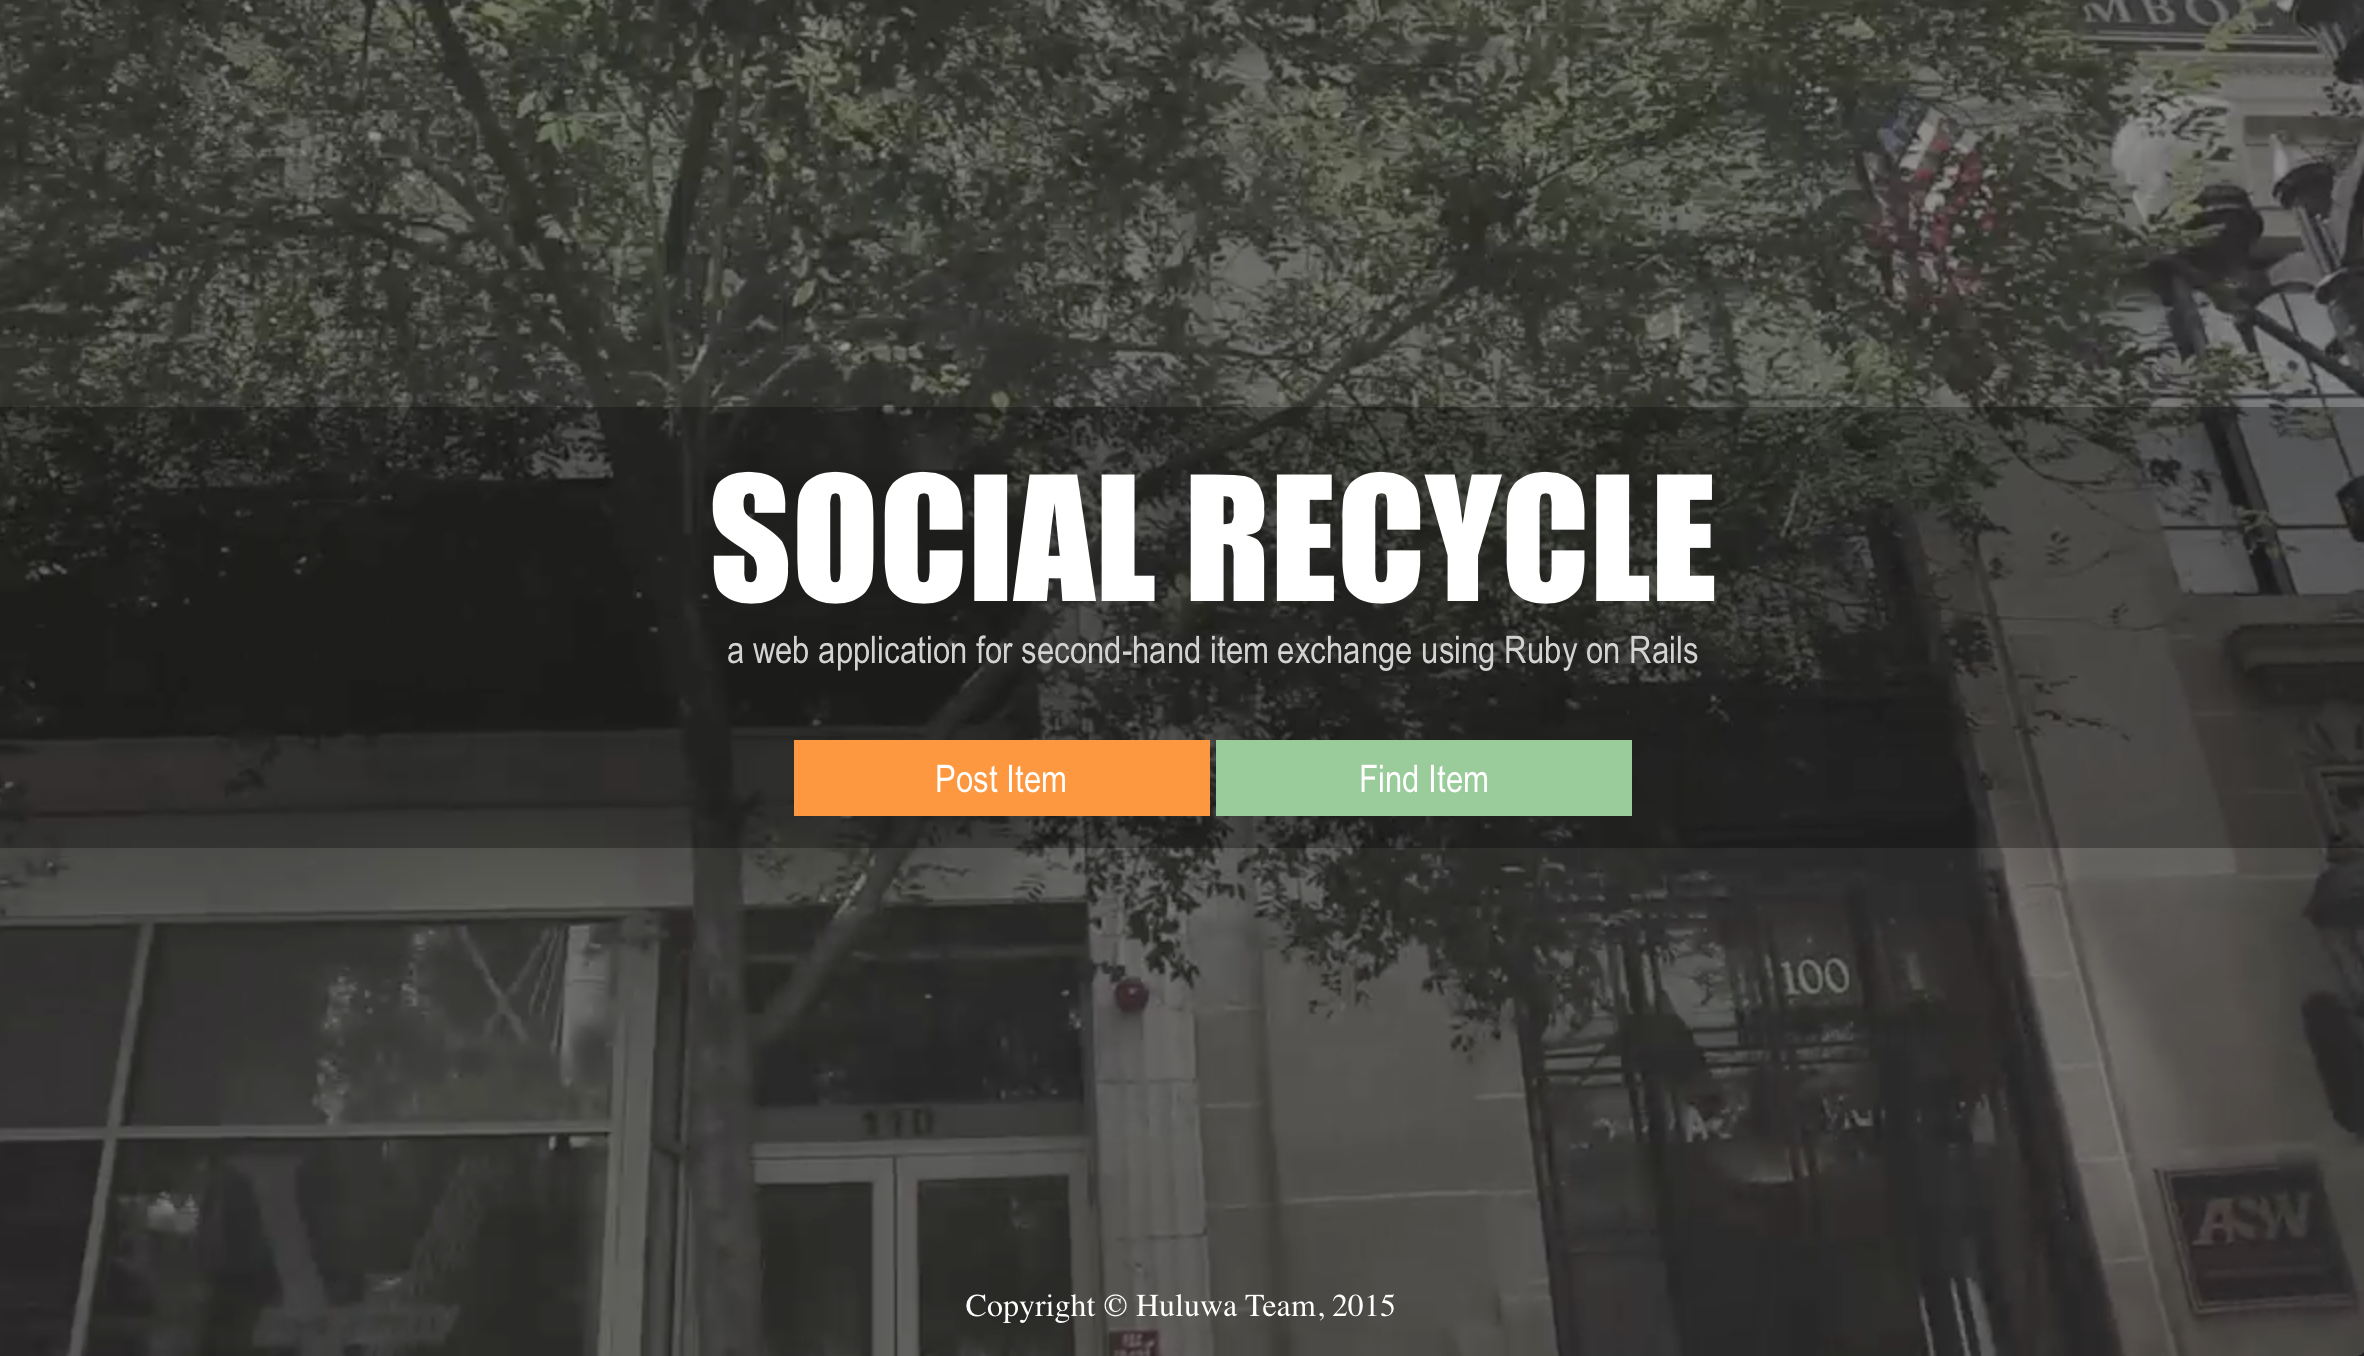 MBOL
SOCIAL RECYCLE
a web application for second-hand item exchange using Ruby on Rails
Post Item
Find Item
100
110
ASW
Copyright © Huluwa Team, 2015